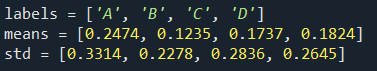 labels = ['A', 'B', 'C', 'D']
means = [0.2474, 0.1235, 0.1737, 0.1824]
std = [0.3314, 0.2278, 0.2836, 0.2645]